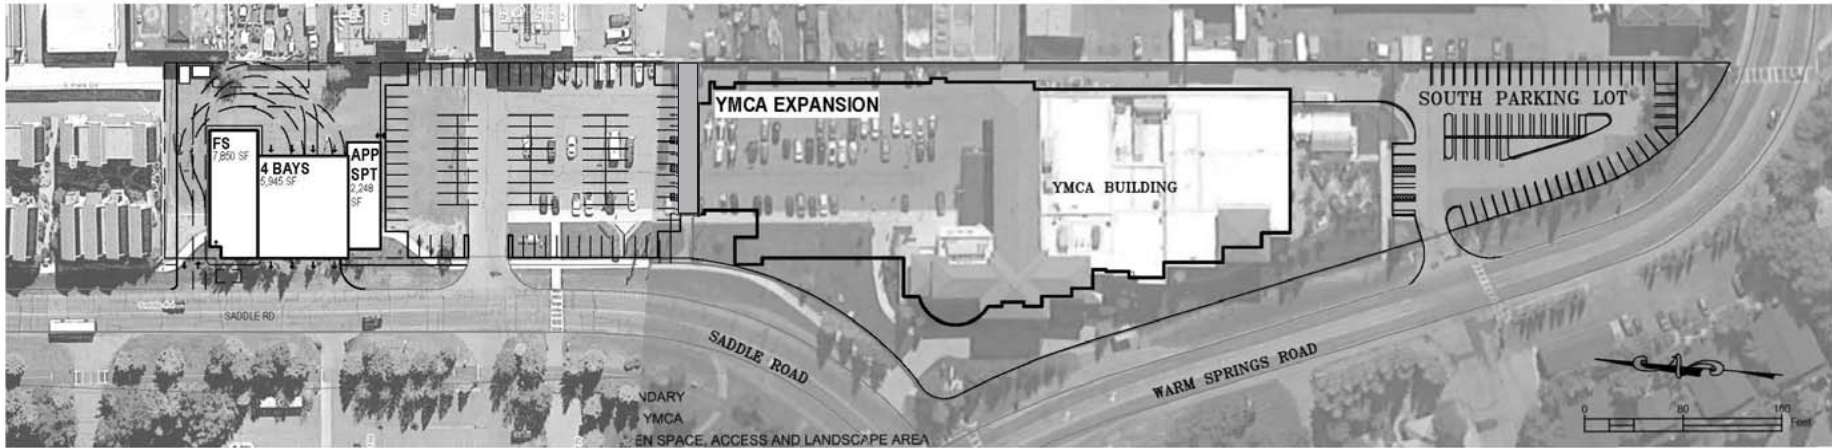 YMCA EXPANSION
SOUTH PARKING LOT
FS
7,850 SF
4 BAYS
5,945 SF
APP
SPT
2,248
SF
YMCA BUILDING
SADDLE RD
SADDLE ROAD
WARM SPRINGS ROAD
NDARY
YMCA
EN SPACE, ACCESS AND LANDSCAPE AREA
0 80 160
Feet